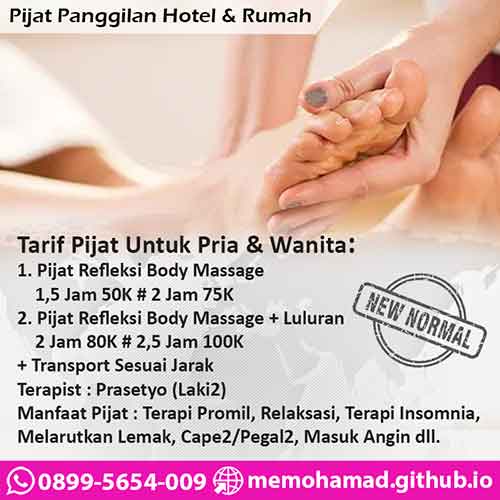 Pijat Panggilan Hotel & Rumah
Tarif Pijat Untuk Pria & Wanita:
1. Pijat Refleksi Body Massage
1,5 Jam 50K # 2 Jam 75K
2. Pijat Refleksi Body Massage + Luluran
2 Jam 80K # 2,5 Jam 100K
+ Transport Sesuai Jarak
Terapist : Prasetyo (Laki2)
Manfaat Pijat : Terapi Promil, Relaksasi, Terapi Insomnia,
Melarutkan Lemak, Cape2/Pegal2, Masuk Angin dll.
NEW NORMAL
0899-5654-009 memohamad.github.io